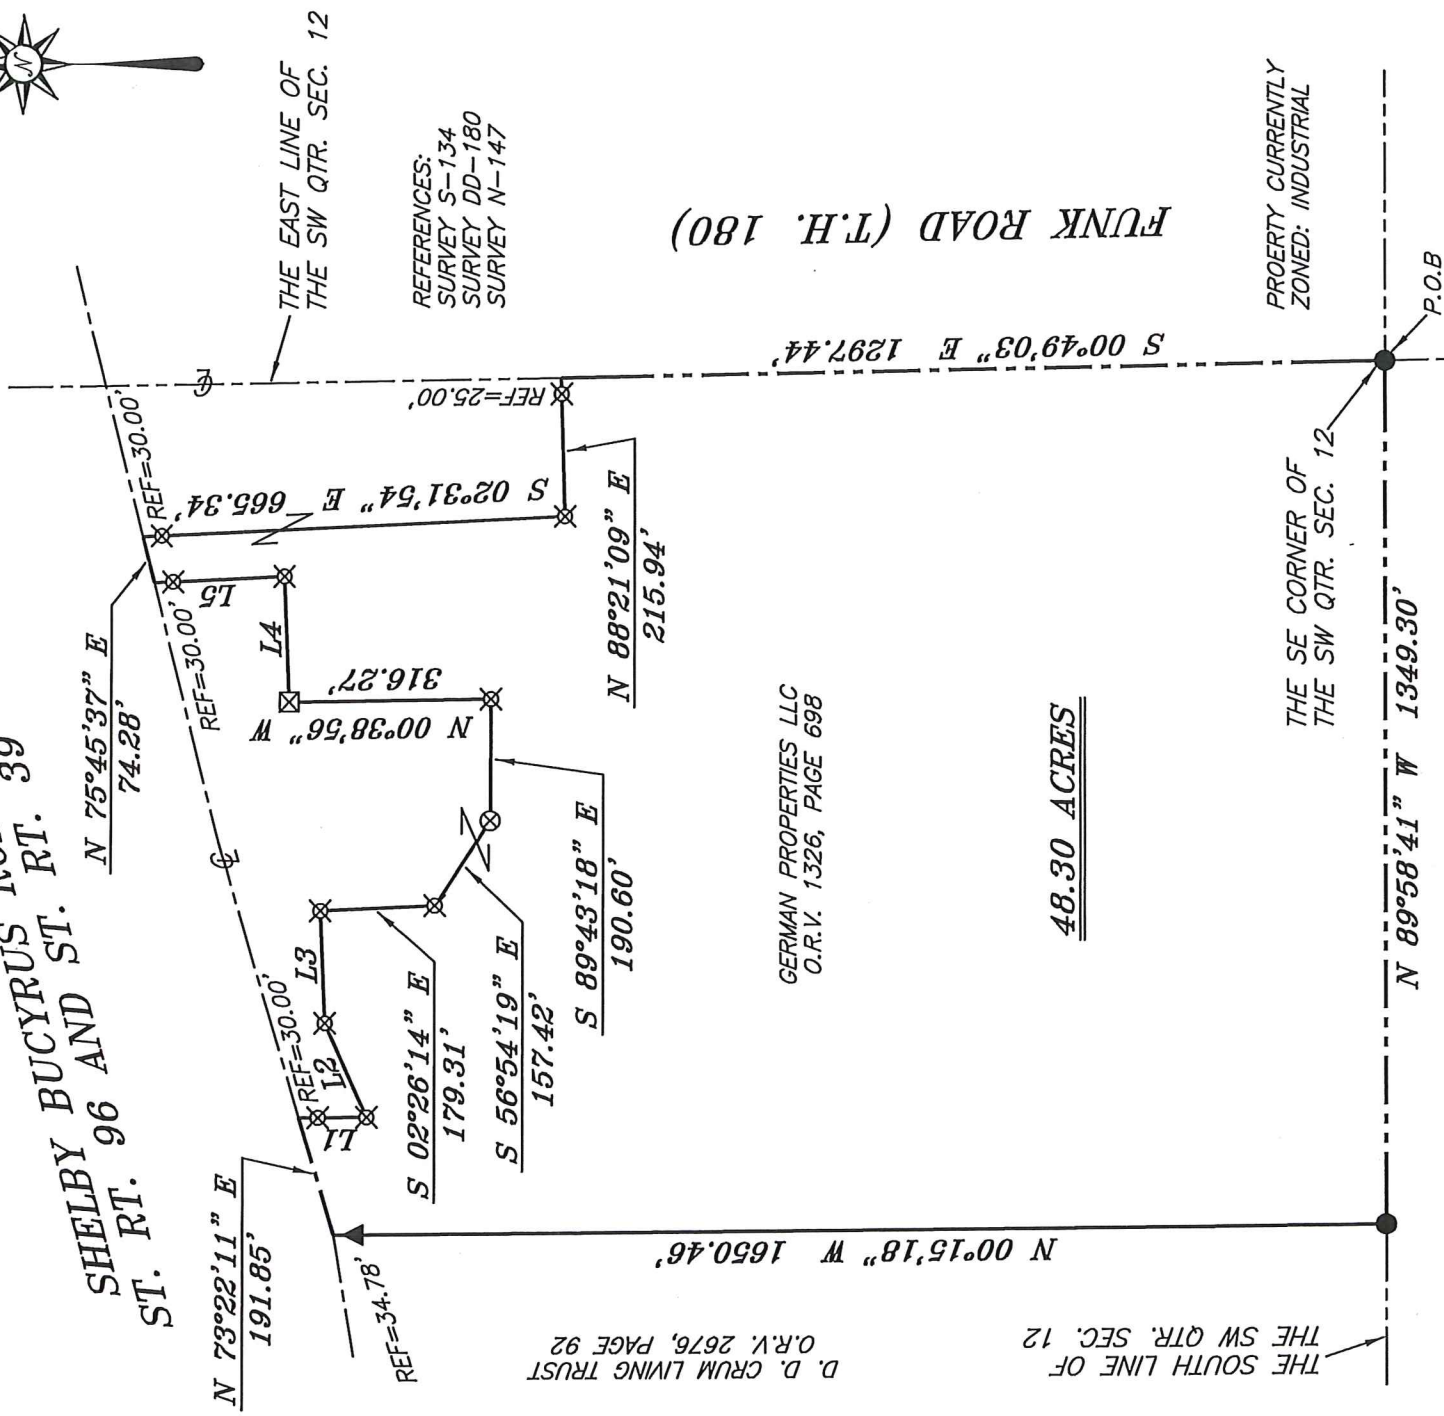 N
THE EAST LINE OF
THE SW QTR. SEC. 12
REFERENCES:
SURVEY S-134
SURVEY DD-180
SURVEY N-147
FUNK ROAD (T.H. 180)
PROERTY CURRENTLY
ZONED: INDUSTRIAL
P.O.B
S 00°49'03" E 1297.44'
REF=25.00'
REF=30.00'
S 02°31'54" E 665.34'
N 88°21'09" E
215.94'
THE SE CORNER OF
THE SW QTR. SEC. 12
N 75°45'37" E
74.28'
REF=30.00'
L5
L4
N 00°38'56" W
316.27'
S 89°43'18" E
190.60'
GERMAN PROPERTIES LLC
O.R.V. 1326, PAGE 698
48.30 ACRES
N 89°58'41" W 1349.30'
SHELBY BUCYRUS
ST. RT. 96 AND ST. RT. 39
REF=30.00'
L3
L2
L1
S 02°26'14" E
179.31'
S 56°54'19" E
157.42'
N 73°22'11" E
191.85'
REF=34.78'
N 00°15'18" W 1650.46'
D. D. CRUM LIVING TRUST
O.R.V. 2676, PAGE 92
THE SOUTH LINE OF
THE SW QTR. SEC. 12